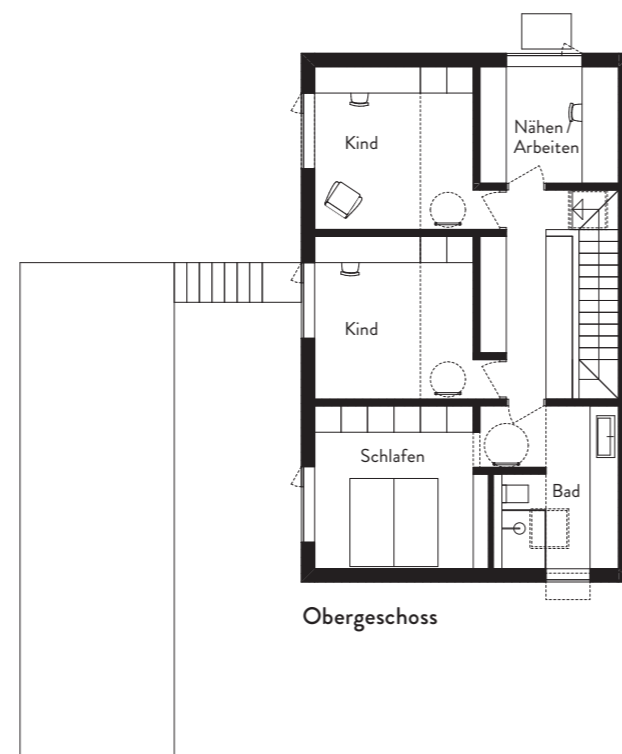 Kind
Nähen /
Arbeiten
Kind
Schlafen
Bad
Obergeschoss